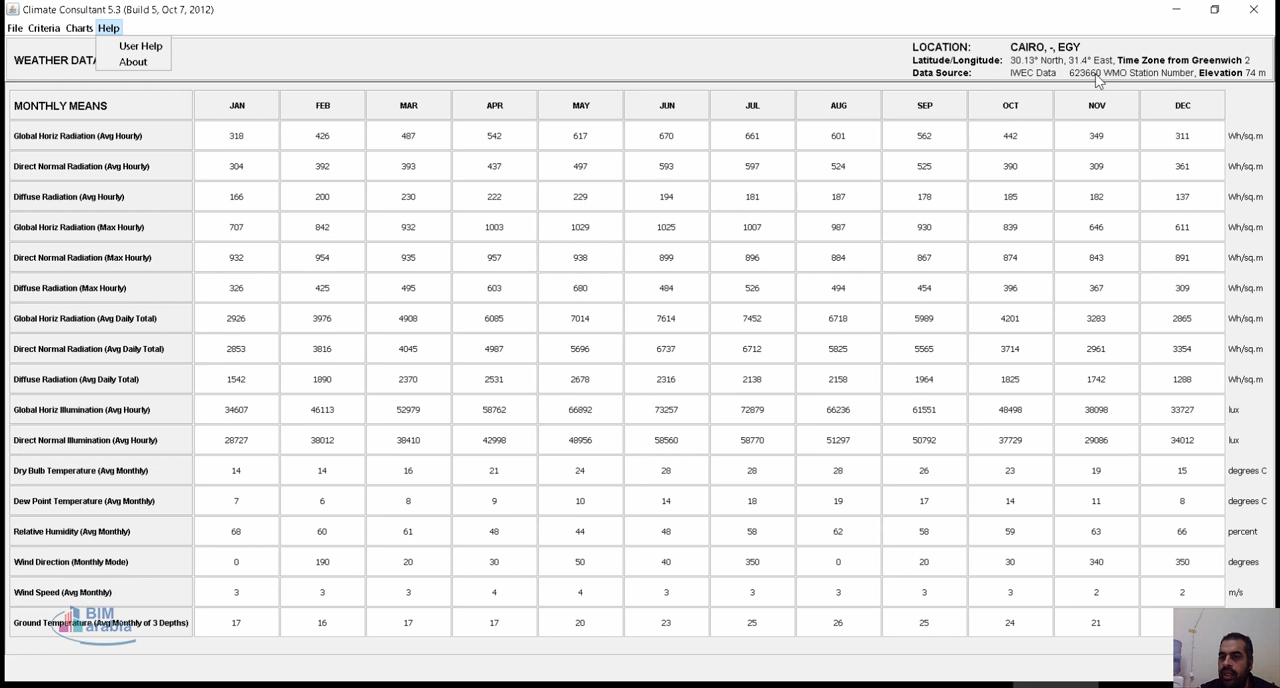 Climate Consultant 5.3 (Build 5, Oct 7, 2012)
File Criteria Charts Help
User Help
About
WEATHER DATA
LOCATION: CAIRO, -, EGY
Latitude/Longitude: 30.13° North, 31.4° East, Time Zone from Greenwich 2
Data Source: IWEC Data 623660 WMO Station Number, Elevation 74 m
MONTHLY MEANS JAN FEB MAR APR MAY JUN JUL AUG SEP OCT NOV DEC
Global Horiz Radiation (Avg Hourly) 318 426 487 542 617 670 661 601 562 442 349 311 Wh/sq.m
Direct Normal Radiation (Avg Hourly) 304 392 393 437 497 593 597 524 525 390 309 361 Wh/sq.m
Diffuse Radiation (Avg Hourly) 166 200 230 222 229 194 181 187 178 185 182 137 Wh/sq.m
Global Horiz Radiation (Max Hourly) 707 842 932 1003 1029 1025 1007 987 930 839 646 611 Wh/sq.m
Direct Normal Radiation (Max Hourly) 932 954 935 957 938 899 896 884 867 874 843 891 Wh/sq.m
Diffuse Radiation (Max Hourly) 326 425 495 603 680 484 526 494 454 396 367 309 Wh/sq.m
Global Horiz Radiation (Avg Daily Total) 2926 3976 4908 6085 7014 7614 7452 6718 5989 4201 3283 2865 Wh/sq.m
Direct Normal Radiation (Avg Daily Total) 2853 3816 4045 4987 5696 6737 6712 5825 5565 3714 2961 3354 Wh/sq.m
Diffuse Radiation (Avg Daily Total) 1542 1890 2370 2531 2678 2316 2138 2158 1964 1825 1742 1288 Wh/sq.m
Global Horiz Illumination (Avg Hourly) 34607 46113 52979 58762 66892 73257 72879 66236 61551 48498 38098 33727 lux
Direct Normal Illumination (Avg Hourly) 28727 38012 38410 42998 48956 58560 58770 51297 50792 37729 29086 34012 lux
Dry Bulb Temperature (Avg Monthly) 14 14 16 21 24 28 28 28 26 23 19 15 degrees C
Dew Point Temperature (Avg Monthly) 7 6 8 9 10 14 18 19 17 14 11 8 degrees C
Relative Humidity (Avg Monthly) 68 60 61 48 44 48 58 62 58 59 63 66 percent
Wind Direction (Monthly Mode) 0 190 20 30 50 40 350 0 20 30 340 350 degrees
Wind Speed (Avg Monthly) 3 3 3 4 4 3 3 3 3 3 2 2 m/s
Ground Temperature (Avg Monthly of 3 Depths) 17 16 17 17 20 23 25 26 25 24 21
BIM
arabia